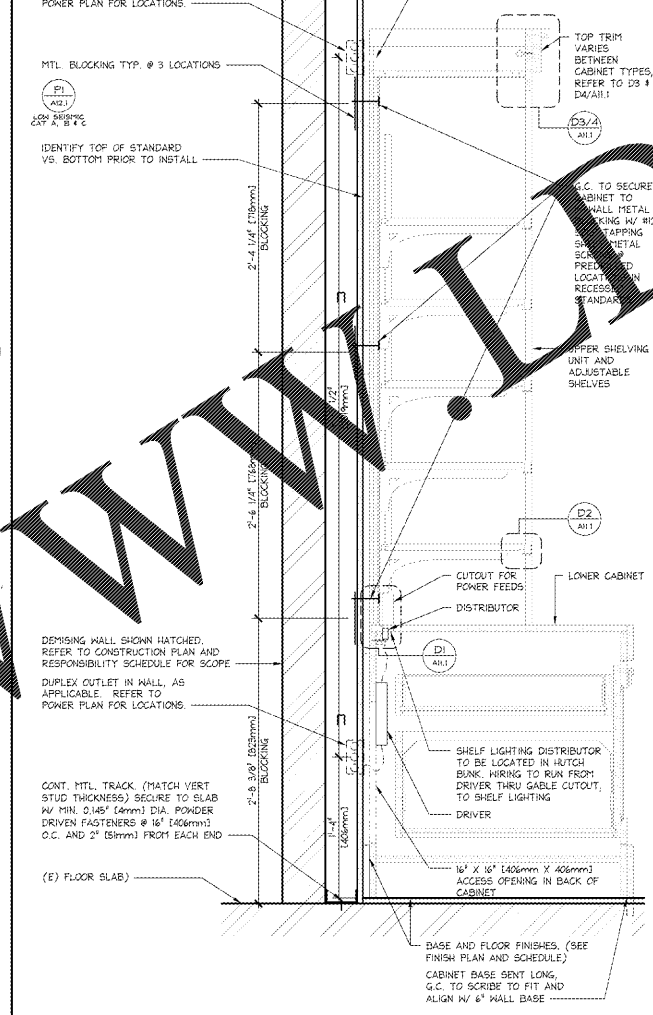 POWER PLAN FOR LOCATIONS.
MTL. BLOCKING TYP. @ 3 LOCATIONS
P1
A12.1
LOW SEISMIC
CAT A, B & C
IDENTIFY TOP OF STANDARD
VS. BOTTOM PRIOR TO INSTALL
TOP TRIM
VARIES
BETWEEN
CABINET TYPES,
REFER TO D3 &
D4/A11.1
D3/4
A11.1
G.C. TO SECURE
CABINET TO
WALL METAL
W/
TAPPING
METAL
IN
RECESSED
STANDARD
2'-4 1/4" [718mm]
BLOCKING
UPPER SHELVING
UNIT AND
ADJUSTABLE
SHELVES
WWW.
2'-6 1/4"
BLOCKING
1/2"
D2
A11.1
CUTOUT FOR
POWER FEEDS
LOWER CABINET
DISTRIBUTOR
D1
A11.1
DEMISING WALL SHOWN HATCHED.
REFER TO CONSTRUCTION PLAN AND
RESPONSIBILITY SCHEDULE FOR SCOPE
DUPLEX OUTLET IN WALL, AS
APPLICABLE. REFER TO
POWER PLAN FOR LOCATIONS.
2'-8 3/8" [823mm]
BLOCKING
SHELF LIGHTING DISTRIBUTOR
TO BE LOCATED IN HUTCH
BUNK. WIRING TO RUN FROM
DRIVER THRU GABLE CUTOUT,
TO SHELF LIGHTING
DRIVER
CONT. MTL. TRACK. (MATCH VERT
STUD THICKNESS) SECURE TO SLAB
W/ MIN. 0.145" [4mm] DIA. POWDER
DRIVEN FASTENERS @ 16" [406mm]
O.C. AND 2" [51mm] FROM EACH END
1'-4"
[406mm]
16" X 16" [406mm X 406mm]
ACCESS OPENING IN BACK OF
CABINET
(E) FLOOR SLAB)
BASE AND FLOOR FINISHES. (SEE
FINISH PLAN AND SCHEDULE)
CABINET BASE SENT LONG,
G.C. TO SCRIBE TO FIT AND
ALIGN W/ 6" WALL BASE